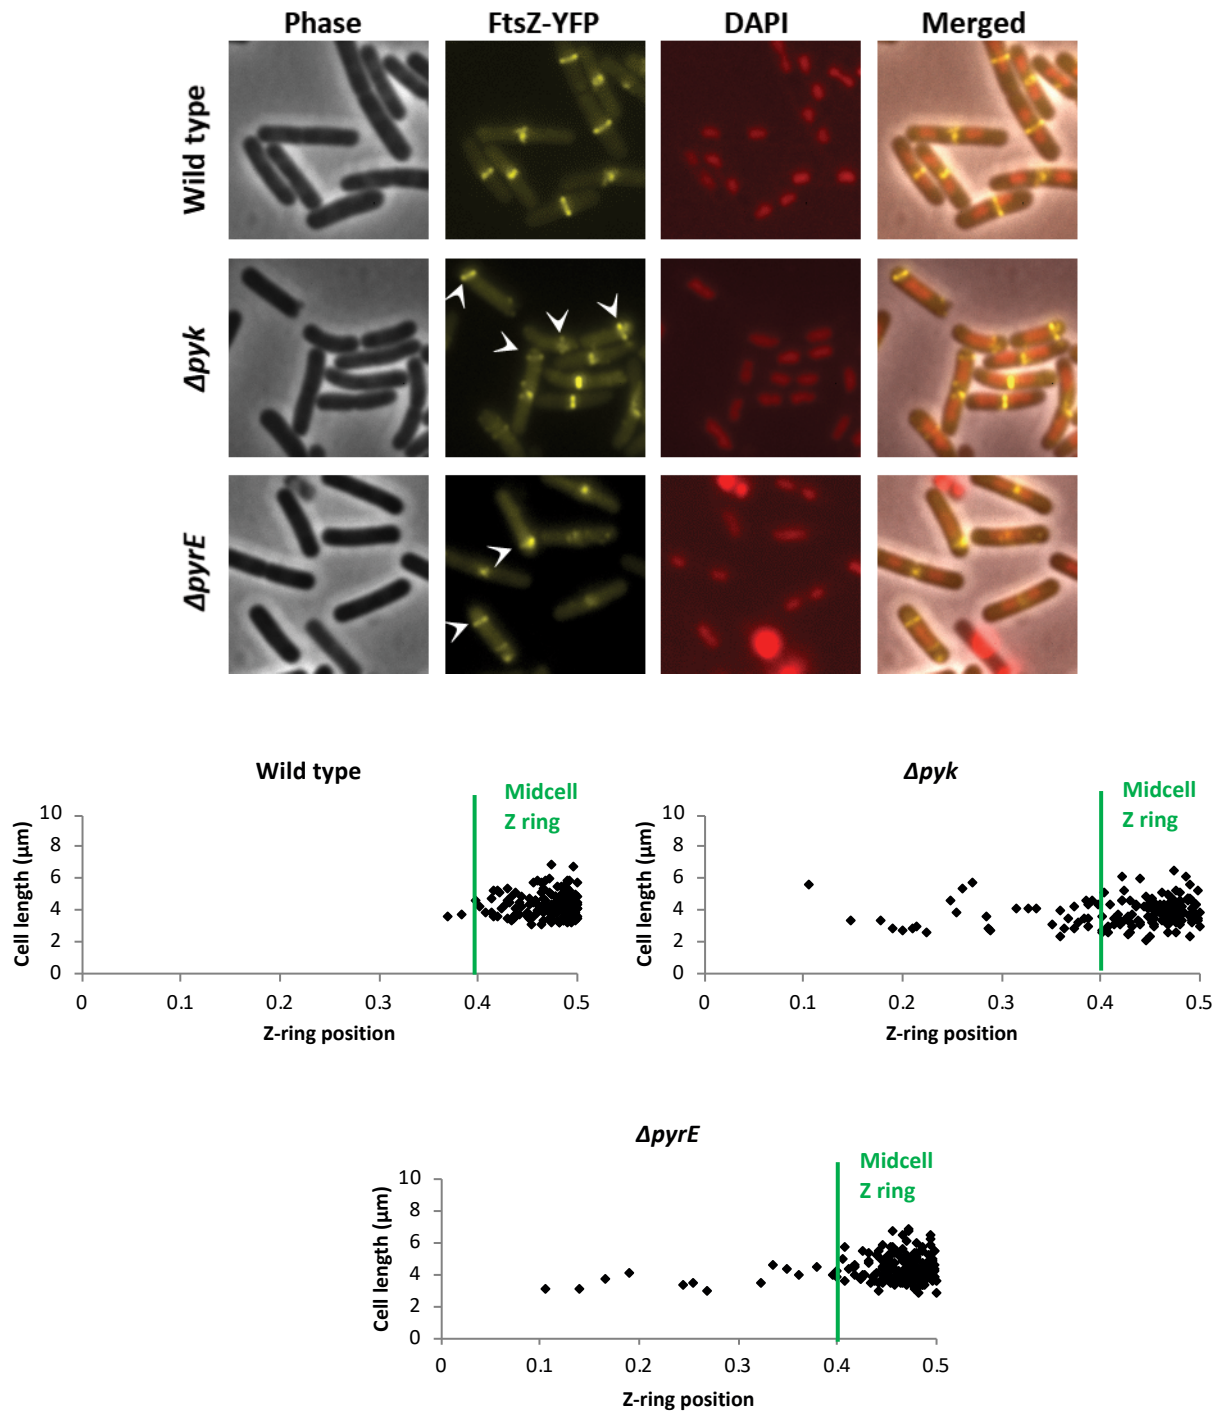 Phase FtsZ-YFP DAPI Merged
Wild type
Δpyk
ΔpyrE
Wild type
Midcell
Z ring
10
8
6
4
2
0
Cell length (µm)
0 0.1 0.2 0.3 0.4 0.5
Z-ring position
Δpyk
Midcell
Z ring
10
8
6
4
2
0
Cell length (µm)
0 0.1 0.2 0.3 0.4 0.5
Z-ring position
ΔpyrE
Midcell
Z ring
10
8
6
4
2
0
Cell length (µm)
0 0.1 0.2 0.3 0.4 0.5
Z-ring position